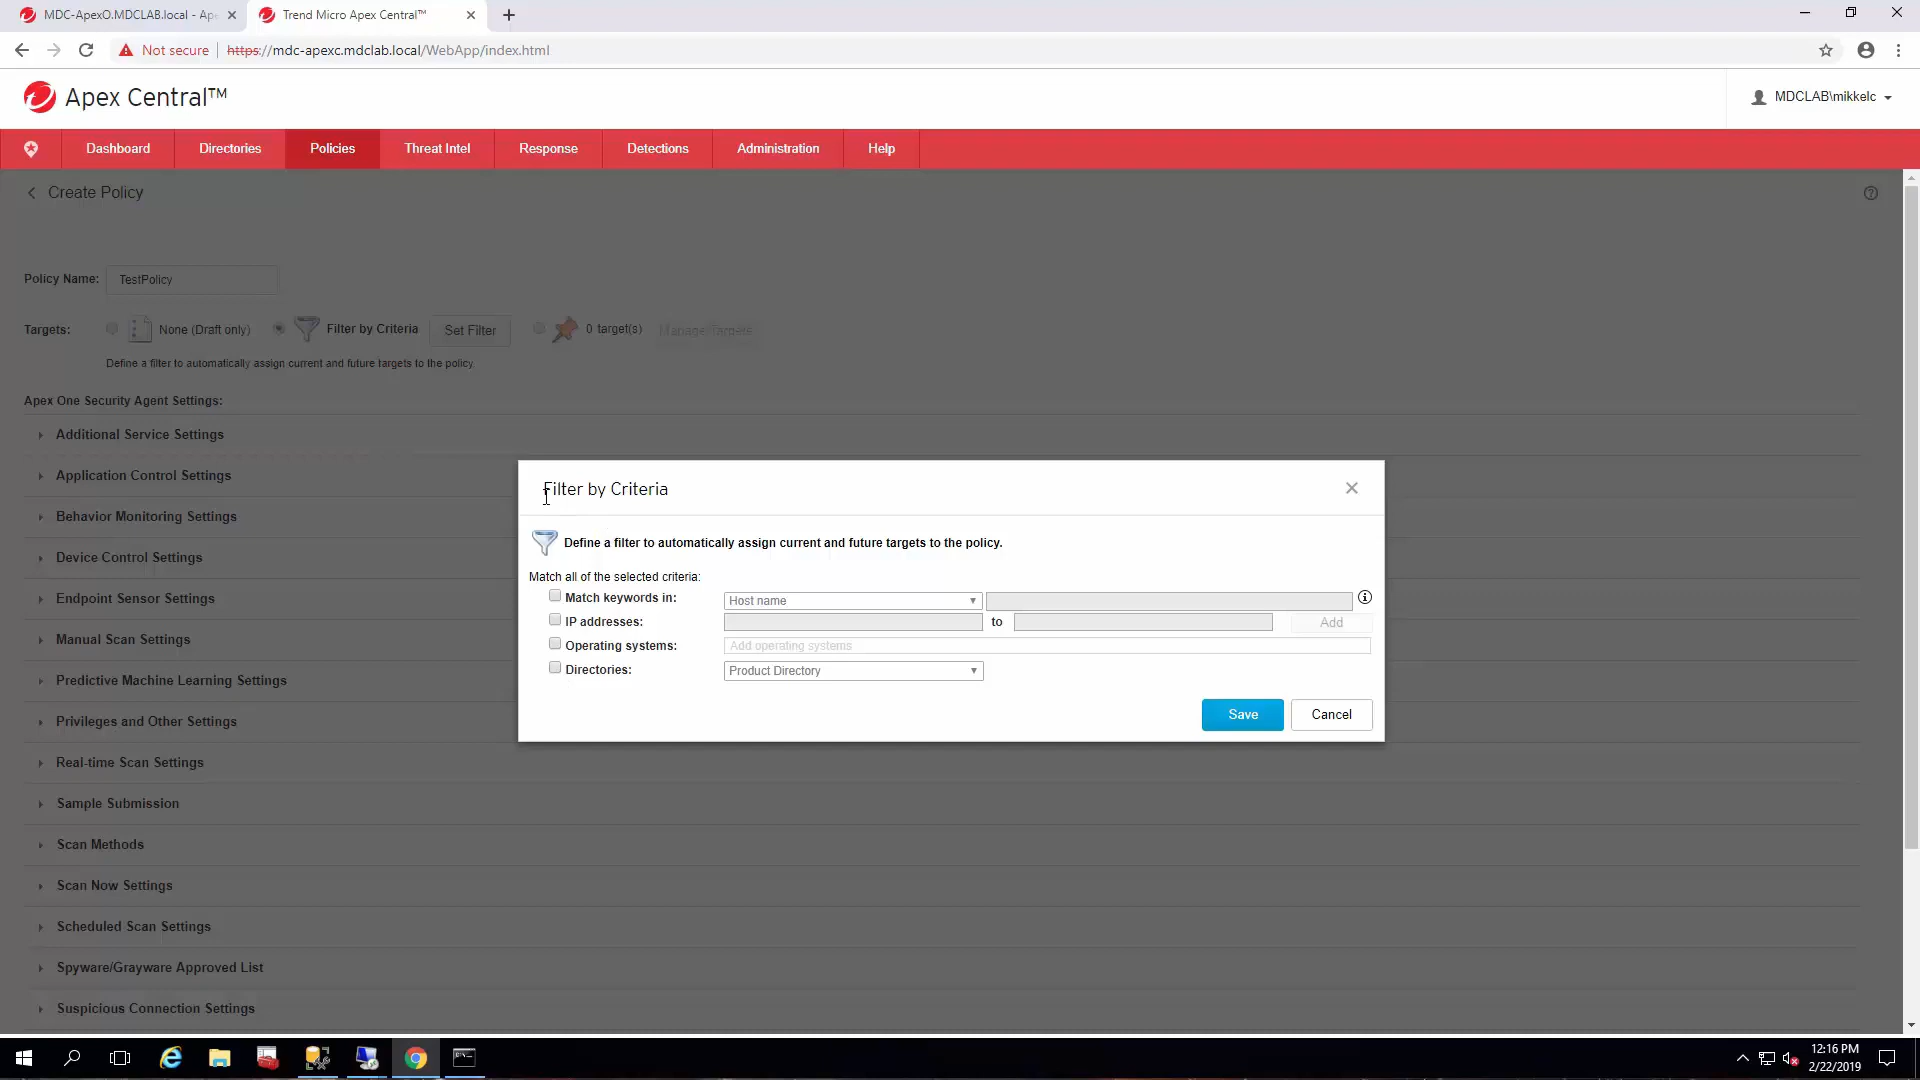 MDC-ApexO.MDCLAB.local - Ape
Trend Micro Apex Central™
Not secure
https://mdc-apexc.mdclab.local/WebApp/index.html
Apex Central™
MDCLAB\mikkelc
Dashboard
Directories
Policies
Threat Intel
Response
Detections
Administration
Help
Create Policy
Policy Name:
TestPolicy
Targets:
None (Draft only)
Filter by Criteria
Set Filter
0 target(s)
Manage Targets
Define a filter to automatically assign current and future targets to the policy.
Apex One Security Agent Settings:
Additional Service Settings
Application Control Settings
Behavior Monitoring Settings
Device Control Settings
Endpoint Sensor Settings
Manual Scan Settings
Predictive Machine Learning Settings
Privileges and Other Settings
Real-time Scan Settings
Sample Submission
Scan Methods
Scan Now Settings
Scheduled Scan Settings
Spyware/Grayware Approved List
Suspicious Connection Settings
Filter by Criteria
Define a filter to automatically assign current and future targets to the policy.
Match all of the selected criteria:
Match keywords in:
Host name
IP addresses:
to
Add
Operating systems:
Add operating systems
Directories:
Product Directory
Save
Cancel
12:16 PM
2/22/2019